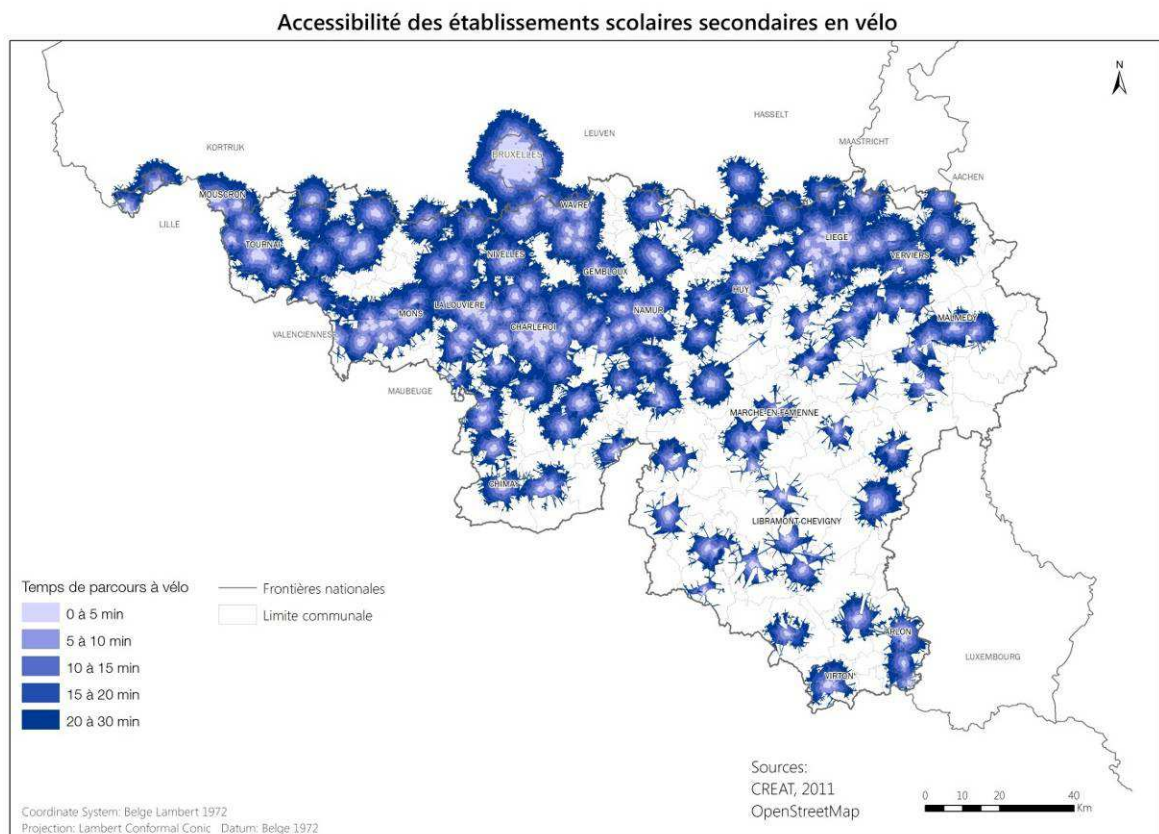 Accessibilité des établissements scolaires secondaires en vélo
N
HASSELT
LEUVEN
MAASTRICHT
KORTRIJK
BRUXELLES
AACHEN
MOUSCRON
WAVRE
LILLE
LIEGE
TOURNAI
NIVELLES
VERVIERS
GEMBLOUX
HUY
LA LOUVIERE
NAMUR
MONS
MALMEDY
CHARLEROI
VALENCIENNES
MAUBEUGE
MARCHE-EN-FAMENNE
CHIMAY
LIBRAMONT-CHEVIGNY
ARLON
LUXEMBOURG
VIRTON
Temps de parcours à vélo
0 à 5 min
5 à 10 min
10 à 15 min
15 à 20 min
20 à 30 min
Frontières nationales
Limite communale
Sources:
CREAT, 2011
OpenStreetMap
0 10 20 40
Km
Coordinate System: Belge Lambert 1972
Projection: Lambert Conformal Conic Datum: Belge 1972